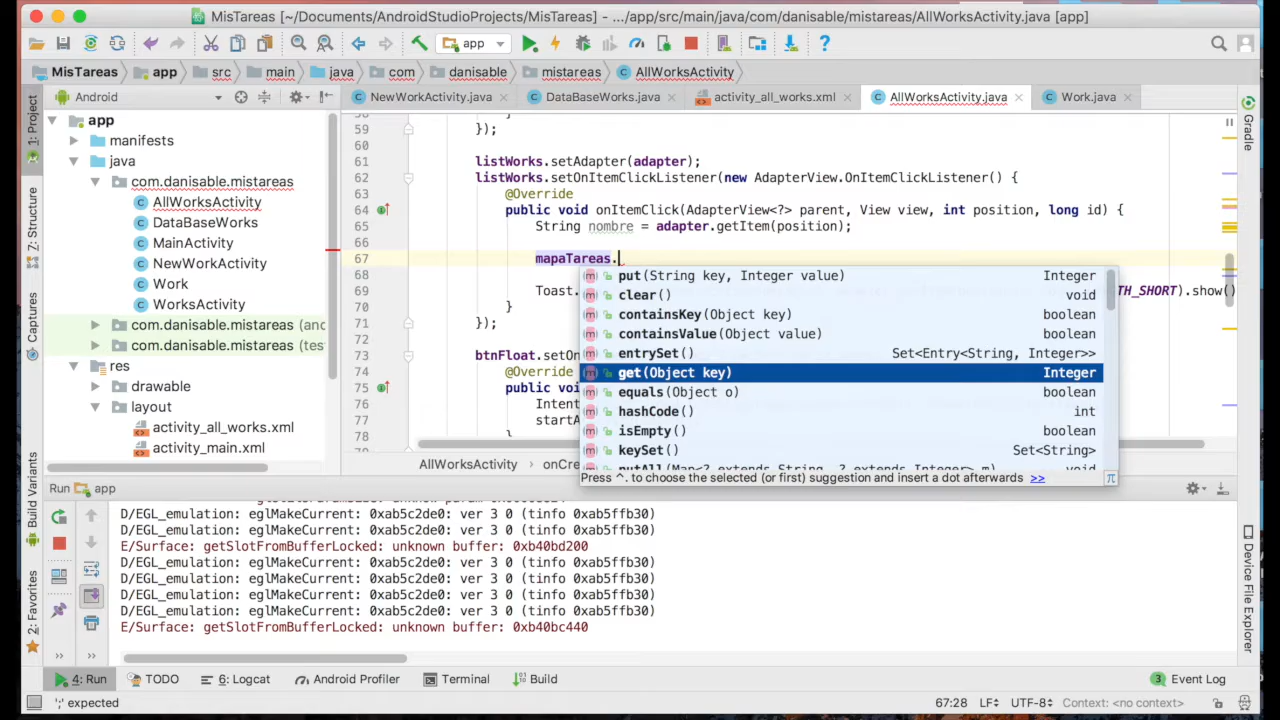 MisTareas [~/Documents/AndroidStudioProjects/MisTareas] - .../app/src/main/java/com/danisable/mistareas/AllWorksActivity.java [app]
app
MisTareas app src main java com danisable mistareas AllWorksActivity
1: Project
7: Structure
Captures
Build Variants
2: Favorites
Android
NewWorkActivity.java
DataBaseWorks.java
activity_all_works.xml
AllWorksActivity.java
Work.java
app
manifests
java
com.danisable.mistareas
AllWorksActivity
DataBaseWorks
MainActivity
NewWorkActivity
Work
WorksActivity
com.danisable.mistareas (anc
com.danisable.mistareas (tes
res
drawable
layout
activity_all_works.xml
activity_main.xml
59 });
60
61 listWorks.setAdapter(adapter);
62 listWorks.setOnItemClickListener(new AdapterView.OnItemClickListener() {
63 @Override
64 public void onItemClick(AdapterView<?> parent, View view, int position, long id) {
65 String nombre = adapter.getItem(position);
66
67 mapaTareas.
68
69 Toast. TH_SHORT).show()
70 }
71 });
72
73 btnFloat.setOn
74 @Override
75 public voi
76 Intent
77 startA
78 }
put(String key, Integer value) Integer
clear() void
containsKey(Object key) boolean
containsValue(Object value) boolean
entrySet() Set<Entry<String, Integer>>
get(Object key) Integer
equals(Object o) boolean
hashCode() int
isEmpty() boolean
keySet() Set<String>
putAll(Map<? extends String, ? extends Integer> m) void
Press ^. to choose the selected (or first) suggestion and insert a dot afterwards >>
π
AllWorksActivity › onCre
Gradle
Device File Explorer
Run app
D/EGL_emulation: eglMakeCurrent: 0xab5c2de0: ver 3 0 (tinfo 0xab5ffb30)
D/EGL_emulation: eglMakeCurrent: 0xab5c2de0: ver 3 0 (tinfo 0xab5ffb30)
E/Surface: getSlotFromBufferLocked: unknown buffer: 0xb40bd200
D/EGL_emulation: eglMakeCurrent: 0xab5c2de0: ver 3 0 (tinfo 0xab5ffb30)
D/EGL_emulation: eglMakeCurrent: 0xab5c2de0: ver 3 0 (tinfo 0xab5ffb30)
D/EGL_emulation: eglMakeCurrent: 0xab5c2de0: ver 3 0 (tinfo 0xab5ffb30)
D/EGL_emulation: eglMakeCurrent: 0xab5c2de0: ver 3 0 (tinfo 0xab5ffb30)
E/Surface: getSlotFromBufferLocked: unknown buffer: 0xb40bc440
>> >>
4: Run TODO 6: Logcat Android Profiler Terminal Build 3 Event Log
';' expected 67:28 LF÷ UTF-8÷ Context: <no context>